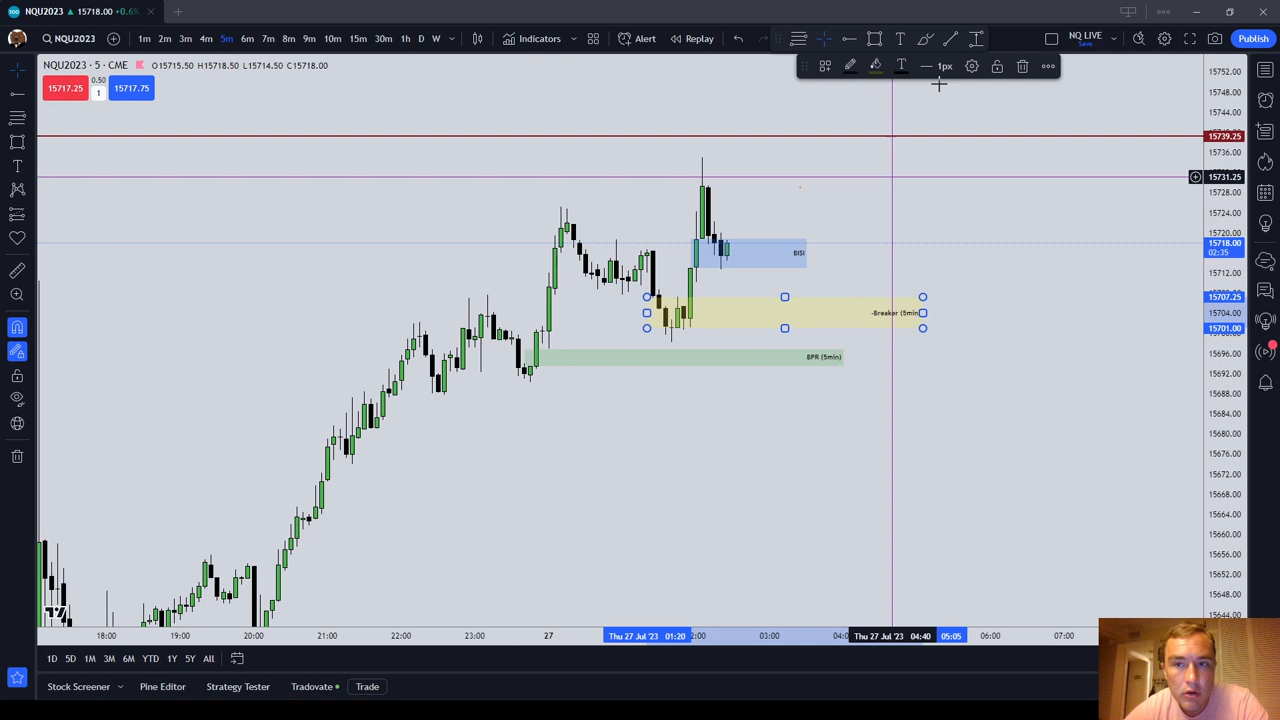 NQU2023 ▲ 15718.00 +0.6%
NQU2023 1m 2m 3m 4m 5m 6m 7m 8m 9m 10m 15m 30m 1h D W Indicators Alert Replay NQ LIVE Save Publish
NQU2023 · 5 · CME O15715.50 H15718.50 L15714.50 C15718.00
1px
15717.25 0.50 1 15717.75
15752.00
15748.00
15744.00
15739.25
15736.00
15731.25
15728.00
15724.00
15720.00
15718.00
02:35
15712.00
15707.25
15704.00
15701.00
15696.00
15692.00
15688.00
15684.00
15680.00
15676.00
15672.00
15668.00
15664.00
15660.00
15656.00
15652.00
15648.00
15644.00
BISI
-Breaker (5min
BPR (5min)
18:00 19:00 20:00 21:00 22:00 23:00 27 Thu 27 Jul '23 01:20 2:00 03:00 04:0 Thu 27 Jul '23 04:40 05:05 06:00 07:00
1D 5D 1M 3M 6M YTD 1Y 5Y All
Stock Screener Pine Editor Strategy Tester Tradovate Trade